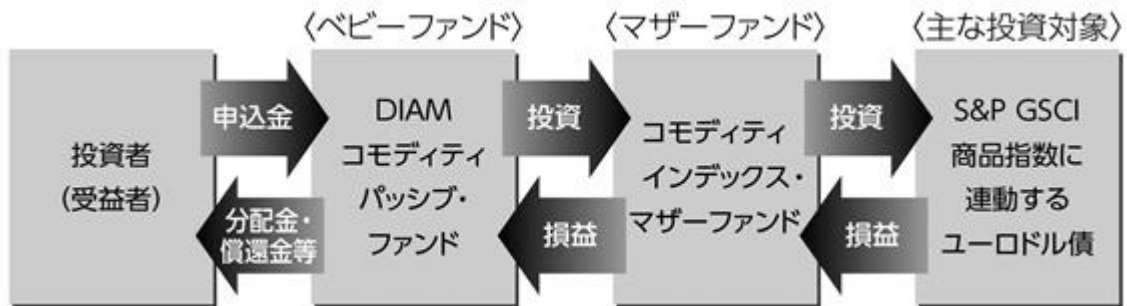 〈ベビーファンド〉
〈マザーファンド〉
〈主な投資対象〉
投資者
(受益者)
申込金
分配金・
償還金等
DIAM
コモディティ
パッシブ・
ファンド
投資
損益
コモディティ
インデックス・
マザーファンド
投資
損益
S&P GSCI
商品指数に
連動する
ユーロドル債